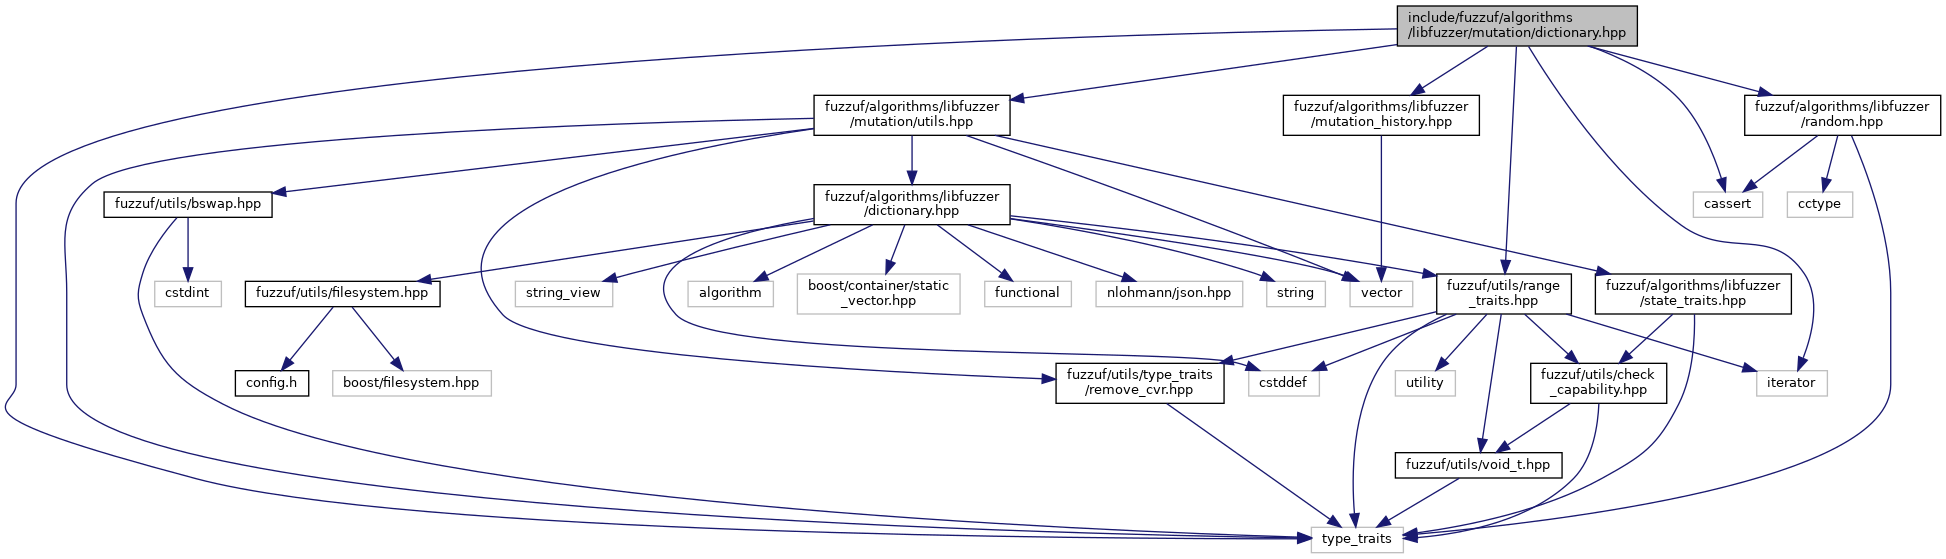 include/fuzzuf/algorithms
/libfuzzer/mutation/dictionary.hpp
fuzzuf/algorithms/libfuzzer
/mutation/utils.hpp
fuzzuf/algorithms/libfuzzer
/mutation_history.hpp
fuzzuf/algorithms/libfuzzer
/random.hpp
fuzzuf/utils/bswap.hpp
fuzzuf/algorithms/libfuzzer
/dictionary.hpp
cassert
cctype
cstdint
fuzzuf/utils/filesystem.hpp
string_view
algorithm
boost/container/static
_vector.hpp
functional
nlohmann/json.hpp
string
vector
fuzzuf/utils/range
_traits.hpp
fuzzuf/algorithms/libfuzzer
/state_traits.hpp
config.h
boost/filesystem.hpp
fuzzuf/utils/type_traits
/remove_cvr.hpp
cstddef
utility
fuzzuf/utils/check
_capability.hpp
iterator
fuzzuf/utils/void_t.hpp
type_traits